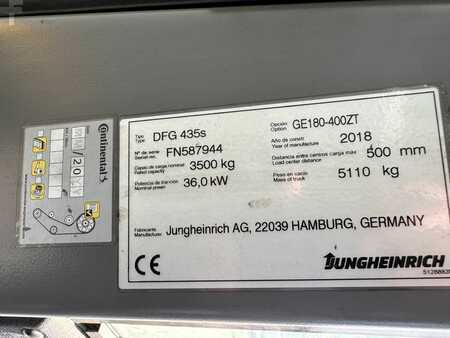 Continental
/20
Tipo
Type
DFG 435s
Opción
Option
GE180-400ZT
Nº de serie
Serial no.
FN587944
Año de constr.
Year of manufacture
2018
Capac de carga nominal
Rated capacity
3500 kg
Distancia entre centros carga máx
Load center distance
500 mm
Potencia de tracción
Nominal power
36,0 kW
Peso en vacío
Mass of truck
5110 kg
Fabricante
Manufacturer
Jungheinrich AG, 22039 HAMBURG, GERMANY
CE
JUNGHEINRICH